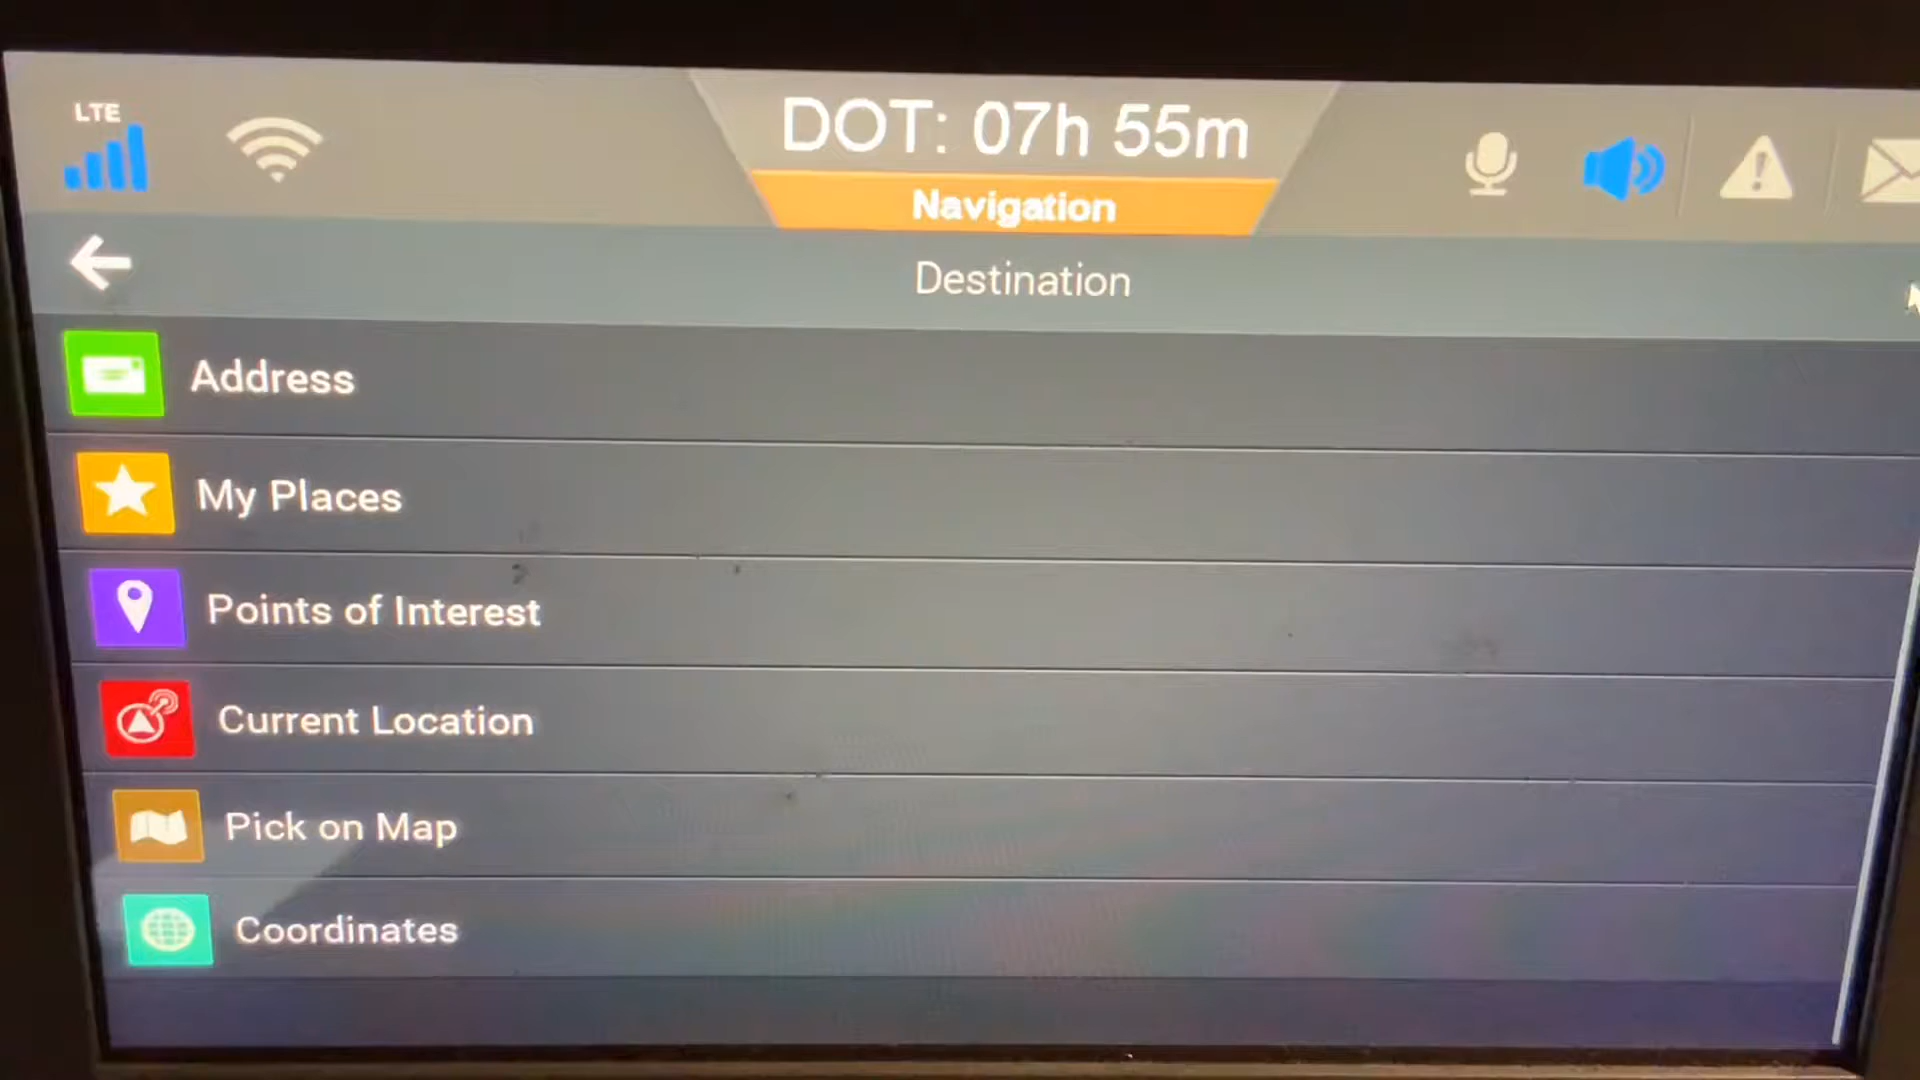 LTE
DOT: 07h 55m
Navigation
Destination
Address
My Places
Points of Interest
Current Location
Pick on Map
Coordinates